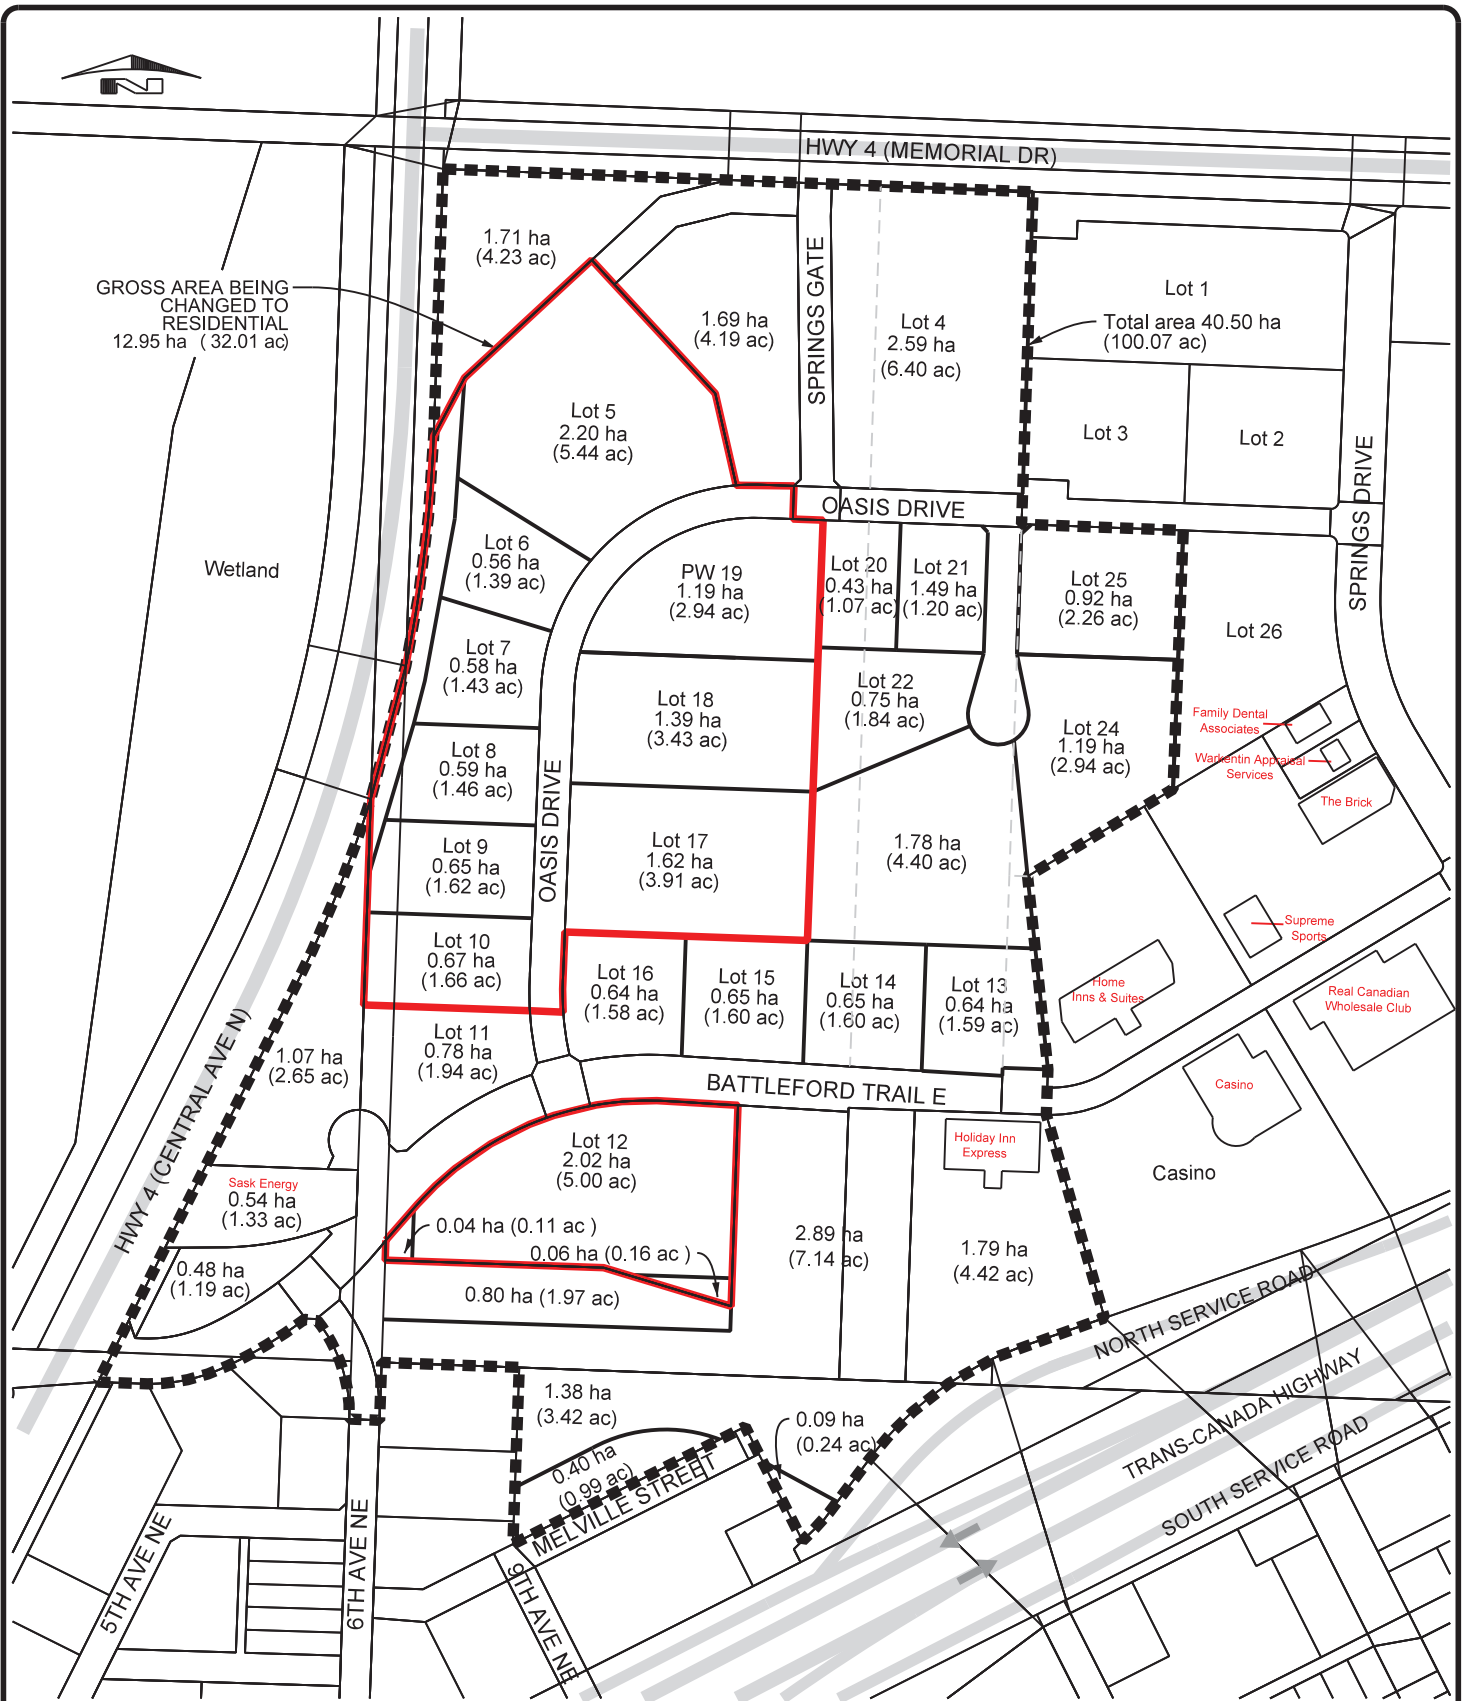 N
HWY 4 (MEMORIAL DR)
1.71 ha
(4.23 ac)
GROSS AREA BEING
CHANGED TO
RESIDENTIAL
12.95 ha ( 32.01 ac)
1.69 ha
(4.19 ac)
SPRINGS GATE
Lot 4
2.59 ha
(6.40 ac)
Lot 1
Total area 40.50 ha
(100.07 ac)
Lot 3
Lot 2
SPRINGS DRIVE
Lot 5
2.20 ha
(5.44 ac)
OASIS DRIVE
Wetland
Lot 6
0.56 ha
(1.39 ac)
PW 19
1.19 ha
(2.94 ac)
Lot 20
0.43 ha
(1.07 ac)
Lot 21
1.49 ha
(1.20 ac)
Lot 25
0.92 ha
(2.26 ac)
Lot 26
Lot 7
0.58 ha
(1.43 ac)
Lot 18
1.39 ha
(3.43 ac)
Lot 22
0.75 ha
(1.84 ac)
Lot 24
1.19 ha
(2.94 ac)
Family Dental
Associates
Warkentin Appraisal
Services
The Brick
Lot 8
0.59 ha
(1.46 ac)
OASIS DRIVE
Lot 9
0.65 ha
(1.62 ac)
Lot 17
1.62 ha
(3.91 ac)
1.78 ha
(4.40 ac)
Supreme
Sports
Lot 10
0.67 ha
(1.66 ac)
Lot 16
0.64 ha
(1.58 ac)
Lot 15
0.65 ha
(1.60 ac)
Lot 14
0.65 ha
(1.60 ac)
Lot 13
0.64 ha
(1.59 ac)
Home
Inns & Suites
Real Canadian
Wholesale Club
HWY 4 (CENTRAL AVE N)
1.07 ha
(2.65 ac)
Lot 11
0.78 ha
(1.94 ac)
BATTLEFORD TRAIL E
Casino
Holiday Inn
Express
Casino
Lot 12
2.02 ha
(5.00 ac)
Sask Energy
0.54 ha
(1.33 ac)
0.04 ha (0.11 ac )
0.06 ha (0.16 ac )
2.89 ha
(7.14 ac)
1.79 ha
(4.42 ac)
0.48 ha
(1.19 ac)
0.80 ha (1.97 ac)
NORTH SERVICE ROAD
TRANS-CANADA HIGHWAY
SOUTH SERVICE ROAD
1.38 ha
(3.42 ac)
0.09 ha
(0.24 ac)
0.40 ha
(0.99 ac)
MELVILLE STREET
5TH AVE NE
6TH AVE NE
9TH AVE NE